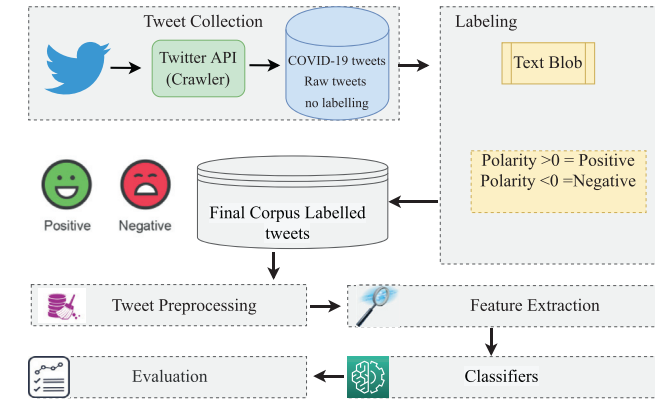 Tweet Collection
Twitter API
(Crawler)
COVID-19 tweets
Raw tweets
no labelling
Labeling
Text Blob
Polarity >0 = Positive
Polarity <0 =Negative
Positive
Negative
Final Corpus Labelled
tweets
Tweet Preprocessing
Feature Extraction
Evaluation
Classifiers